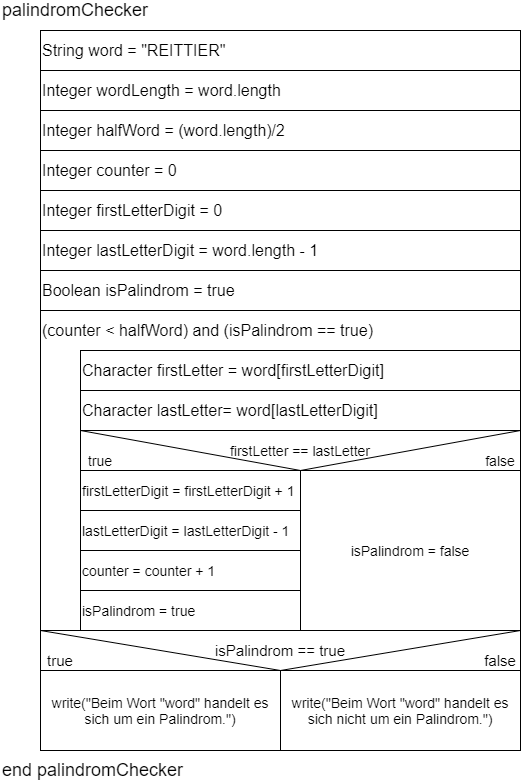 palindromChecker
String word = "REITTIER"
Integer wordLength = word.length
Integer halfWord = (word.length)/2
Integer counter = 0
Integer firstLetterDigit = 0
Integer lastLetterDigit = word.length - 1
Boolean isPalindrom = true
(counter < halfWord) and (isPalindrom == true)
Character firstLetter = word[firstLetterDigit]
Character lastLetter= word[lastLetterDigit]
firstLetter == lastLetter
true
false
firstLetterDigit = firstLetterDigit + 1
lastLetterDigit = lastLetterDigit - 1
counter = counter + 1
isPalindrom = true
isPalindrom = false
isPalindrom == true
true
false
write("Beim Wort "word" handelt es
sich um ein Palindrom.")
write("Beim Wort "word" handelt es
sich nicht um ein Palindrom.")
end palindromChecker